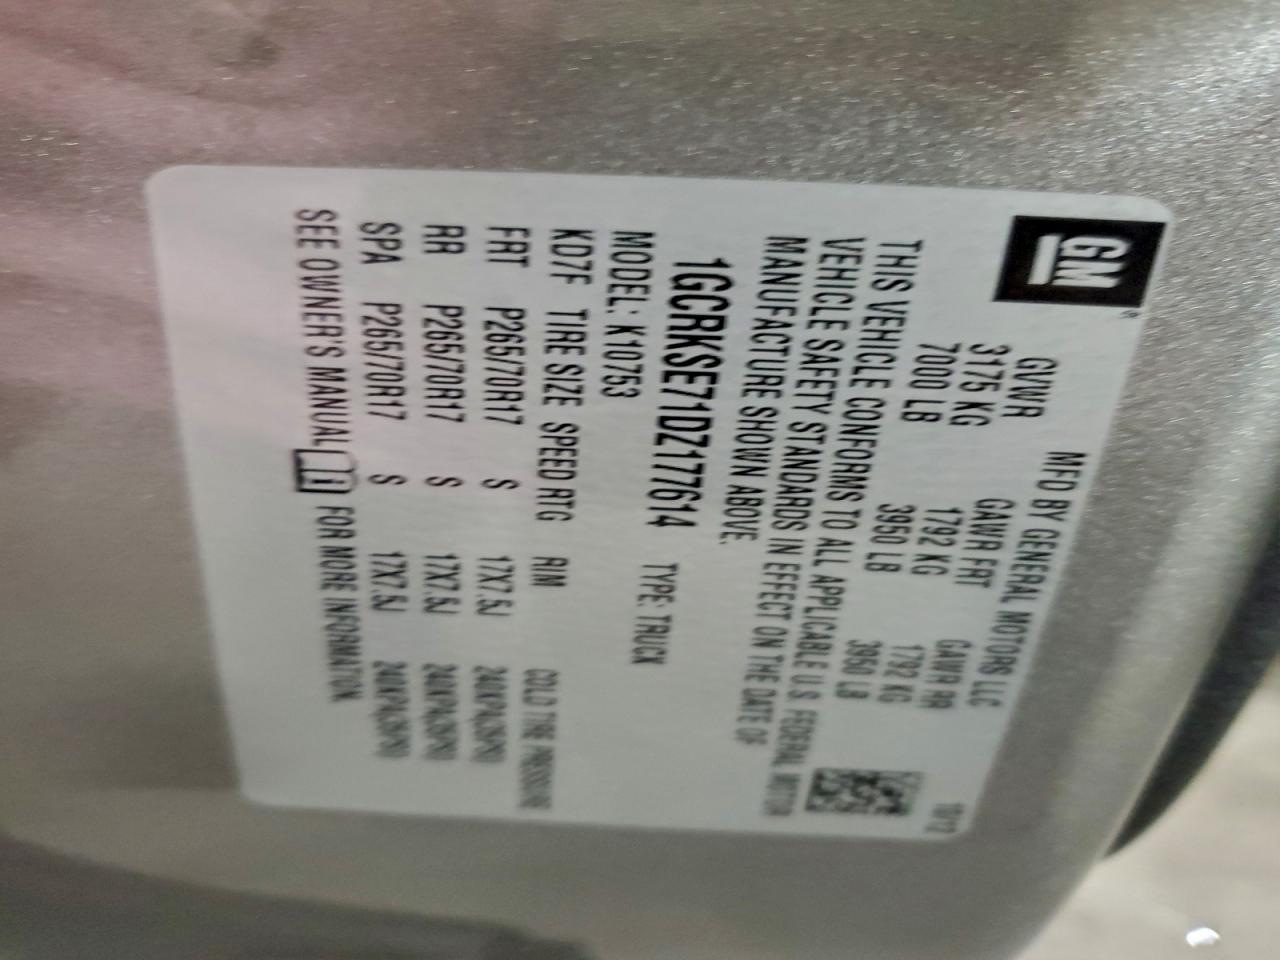 GM
MFD BY GENERAL MOTORS LLC 10/12
GVWR GAWR FRT GAWR RR
3175 KG 1792 KG 1792 KG
7000 LB 3950 LB 3950 LB
THIS VEHICLE CONFORMS TO ALL APPLICABLE U.S. FEDERAL MOTOR
VEHICLE SAFETY STANDARDS IN EFFECT ON THE DATE OF
MANUFACTURE SHOWN ABOVE.
1GCRKSE71DZ177614 TYPE: TRUCK
MODEL: K10753
KD7F TIRE SIZE SPEED RTG RIM COLD TIRE PRESSURE
FRT P265/70R17 S 17X7.5J 240KPA(35PSI)
RR P265/70R17 S 17X7.5J 240KPA(35PSI)
SPA P265/70R17 S 17X7.5J 240KPA(35PSI)
SEE OWNER'S MANUAL FOR MORE INFORMATION